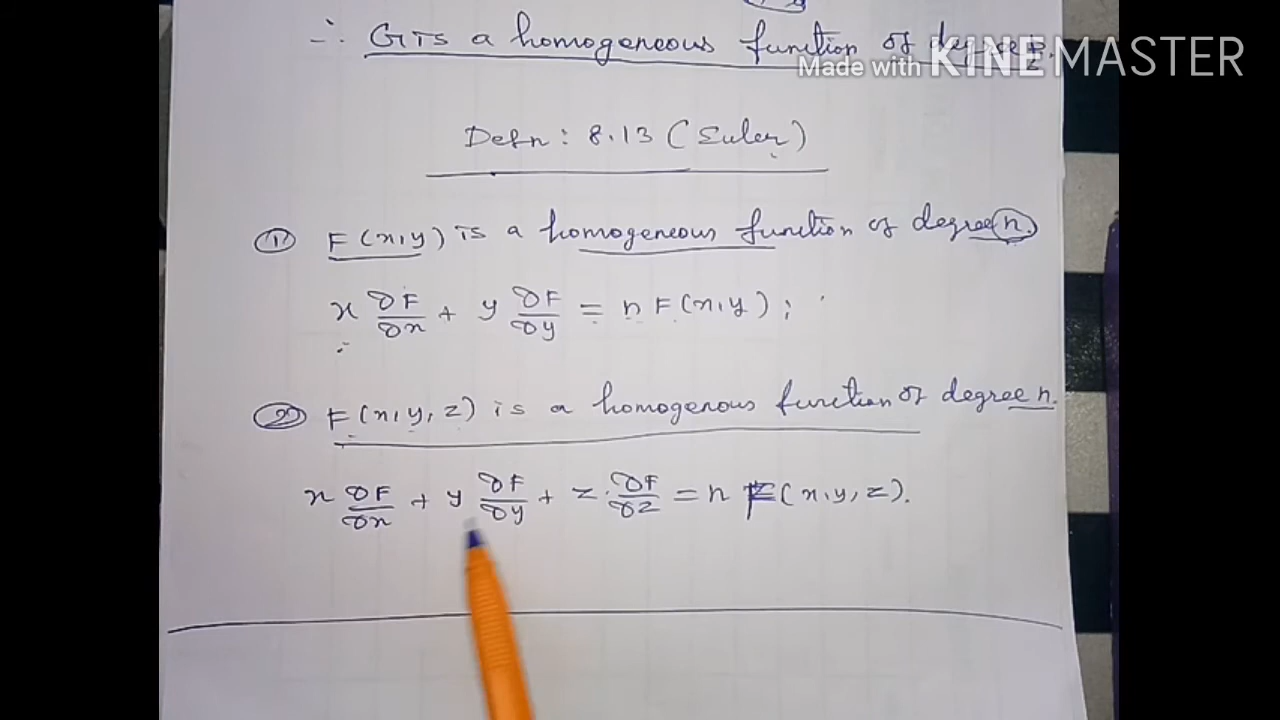 ∴ G is a homogeneous function of degree
Made with KINEMASTER
Defn: 8.13 (Euler)
① F(x,y) is a homogeneous function of degree n.
x ∂F/∂x + y ∂F/∂y = n F(x,y);
② F(x,y,z) is a homogenous function of degree n.
x ∂F/∂x + y ∂F/∂y + z·∂F/∂z = n F(x,y,z).